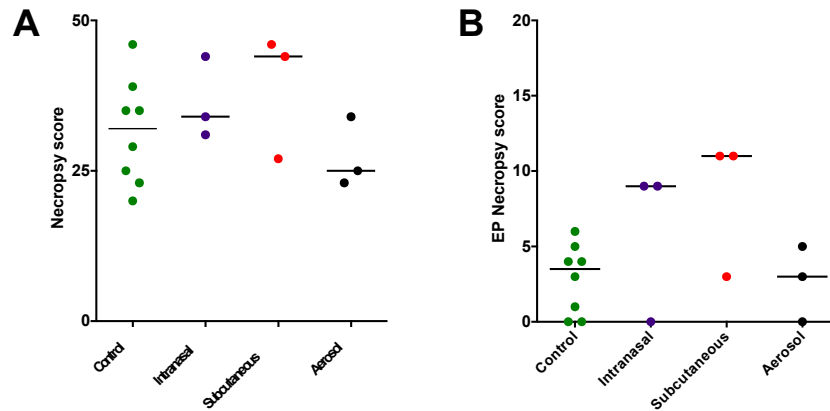 A
Necropsy score
50
25
0
Control
Intranasal
Subcutaneous
Aerosol
B
EP Necropsy score
20
15
10
5
0
Control
Intranasal
Subcutaneous
Aerosol